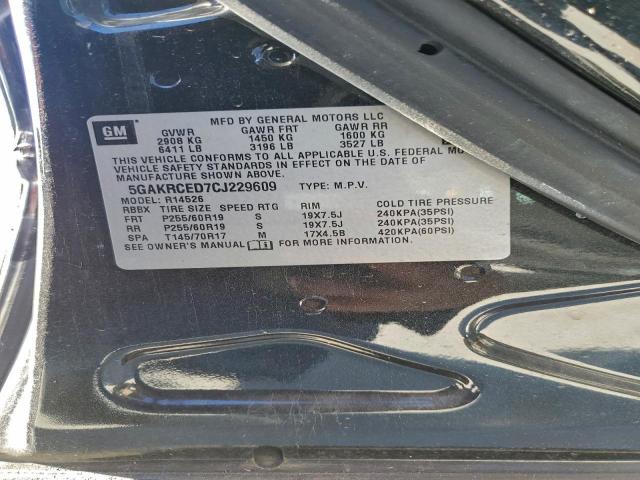 GM
MFD BY GENERAL MOTORS LLC
GVWR GAWR FRT GAWR RR
2908 KG 1450 KG 1600 KG
6411 LB 3196 LB 3527 LB
THIS VEHICLE CONFORMS TO ALL APPLICABLE U.S. FEDERAL
VEHICLE SAFETY STANDARDS IN EFFECT ON THE DATE OF
MANUFACTURE SHOWN ABOVE.
5GAKRCED7CJ229609 TYPE: M.P.V.
MODEL: R14526
RBBX TIRE SIZE SPEED RTG RIM COLD TIRE PRESSURE
FRT P255/60R19 S 19X7.5J 240KPA(35PSI)
RR P255/60R19 S 19X7.5J 240KPA(35PSI)
SPA T145/70R17 M 17X4.5B 420KPA(60PSI)
SEE OWNER'S MANUAL